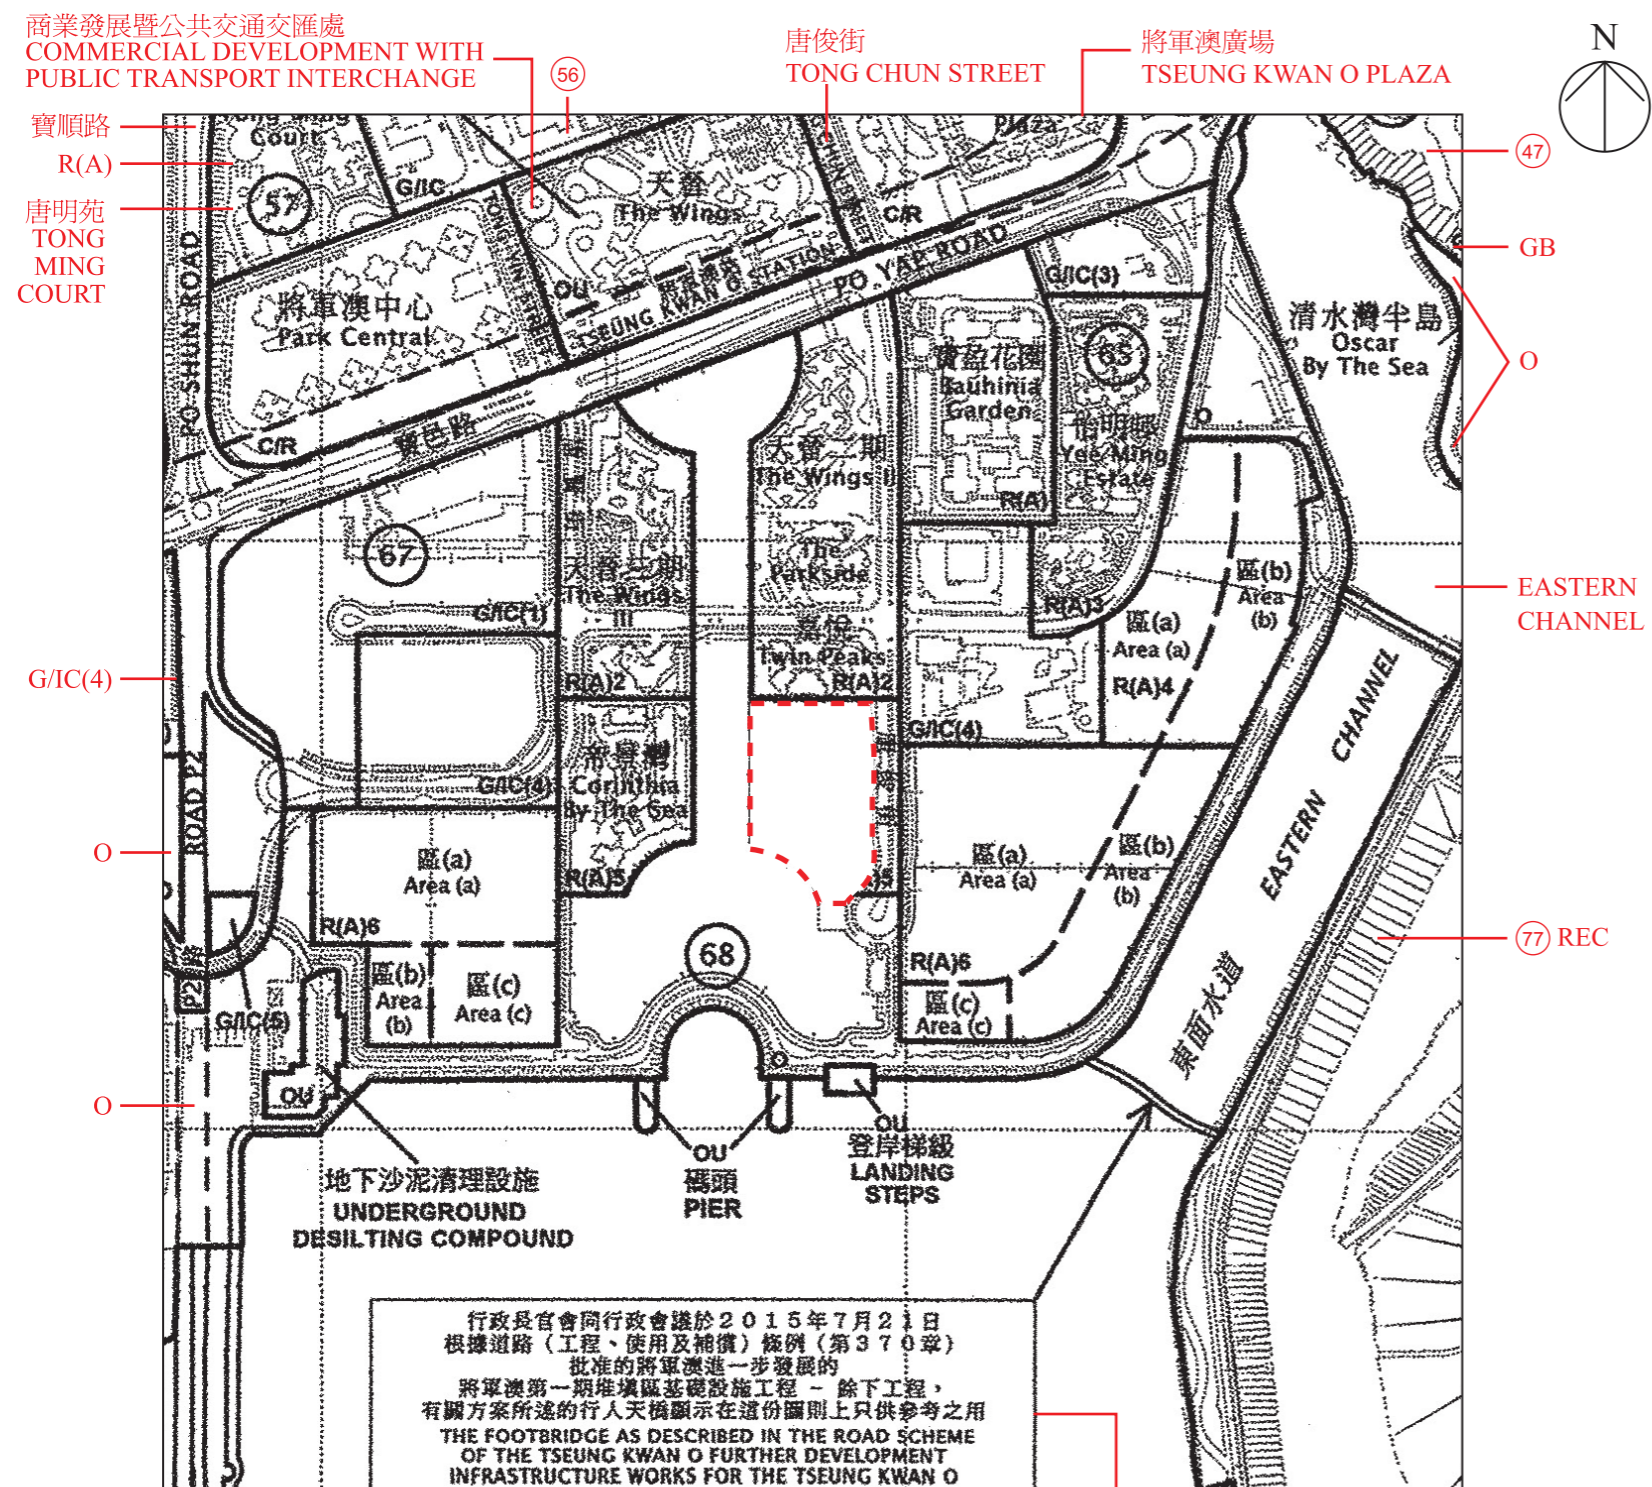 商業發展暨公共交通交匯處
COMMERCIAL DEVELOPMENT WITH
PUBLIC TRANSPORT INTERCHANGE
56
唐俊街
TONG CHUN STREET
將軍澳廣場
TSEUNG KWAN O PLAZA
N
寶順路
R(A)
唐明苑
TONG
MING
COURT
47
GB
O
EASTERN
CHANNEL
G/IC(4)
O
77 REC
O
Court
57
G/IC
PO SHUN ROAD
天晉
The Wings
Plaza
C/R
OU
TSEUNG KWAN O STATION
PO YAP ROAD
將軍澳中心
Park Central
C/R
寶邑路
G/IC(3)
65
寶盈花園
Bauhinia
Garden
R(A)
怡明邨
Yee Ming
Estate
O
清水灣半島
Oscar
By The Sea
天晉二期
The Wings II
67
天晉三期
The Wings
III
The
Parkside
G/IC(1)
嘉悅
Twin Peaks
R(A)2
R(A)2
R(A)3
區(a)
Area (a)
區(b)
Area
(b)
R(A)4
G/IC(4)
帝景灣
Corinthia
By The Sea
R(A)5
G/IC(4)
ROAD P2
區(a)
Area (a)
R(A)6
區(b)
Area
(b)
區(c)
Area (c)
68
區(a)
Area (a)
區(b)
Area
(b)
R(A)6
區(c)
Area (c)
EASTERN CHANNEL
東面水道
P2路
G/IC(5)
OU
O
地下沙泥清理設施
UNDERGROUND
DESILTING COMPOUND
OU
碼頭
PIER
OU
登岸梯級
LANDING
STEPS
行政長官會同行政會議於2015年7月21日
根據道路(工程、使用及補償)條例(第370章)
批准的將軍澳進一步發展的
將軍澳第一期堆填區基礎設施工程 - 餘下工程,
有關方案所述的行人天橋顯示在這份圖則上只供參考之用
THE FOOTBRIDGE AS DESCRIBED IN THE ROAD SCHEME
OF THE TSEUNG KWAN O FURTHER DEVELOPMENT
INFRASTRUCTURE WORKS FOR THE TSEUNG KWAN O